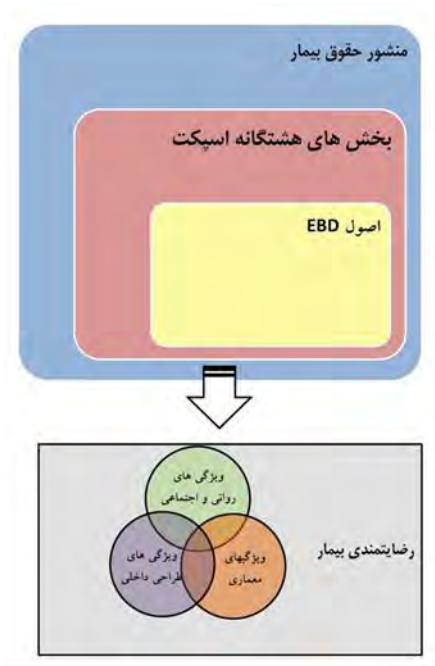 منشور حقوق بیمار
بخش های هشتگانه اسپکت
اصول EBD
ویژگی های
روانی و اجتماعی
ویژگی های
طراحی داخلی
ویژگیهای
معماری
رضایتمندی بیمار